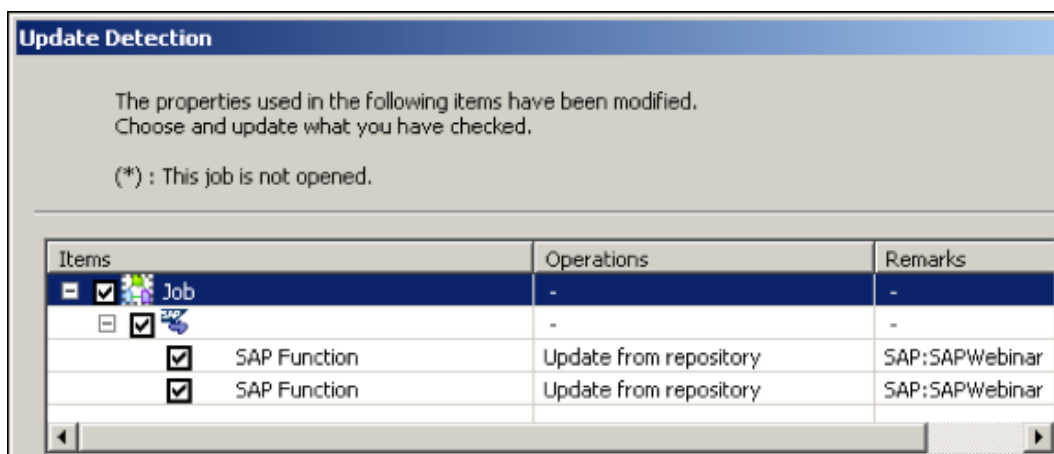 Update Detection
The properties used in the following items have been modified.
Choose and update what you have checked.
(*) : This job is not opened.
Items Operations Remarks
Job - -
SAP - -
SAP Function Update from repository SAP:SAPWebinar
SAP Function Update from repository SAP:SAPWebinar